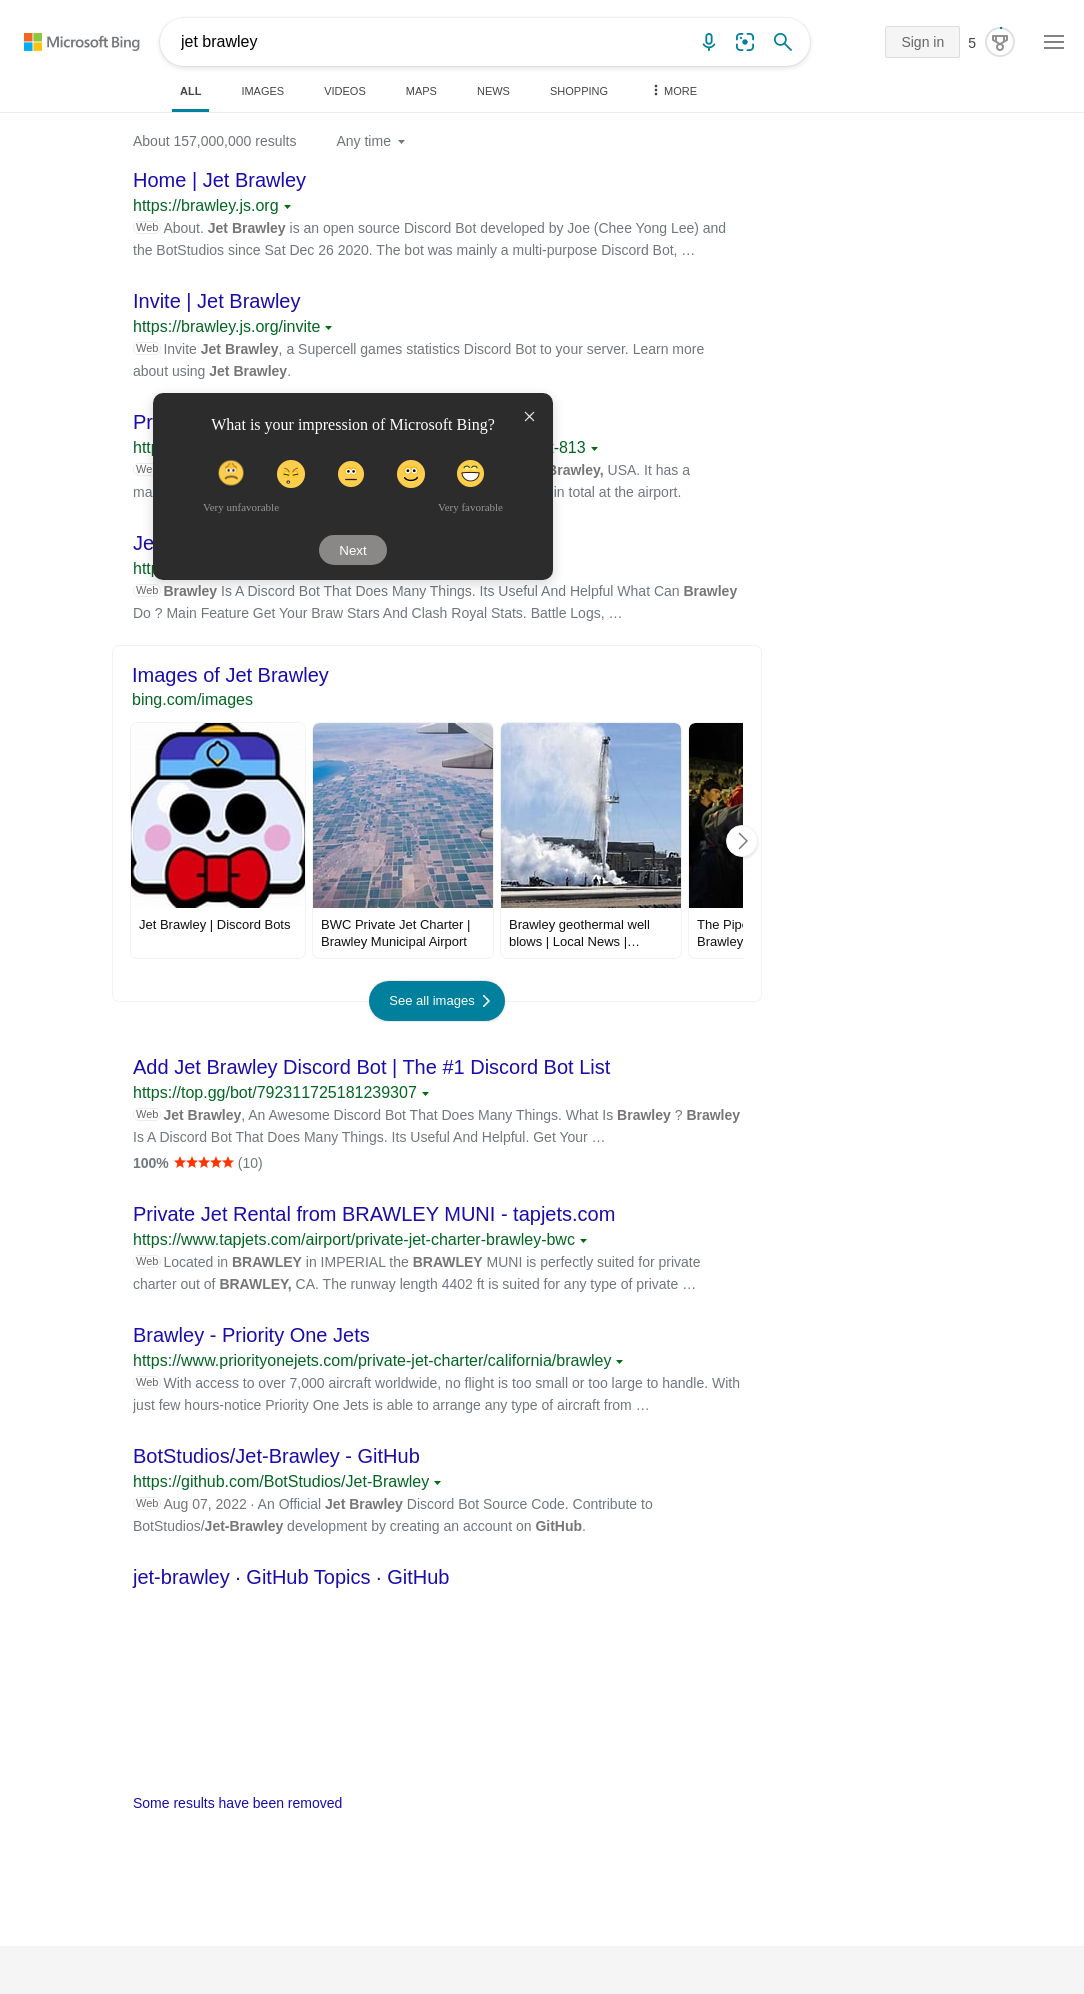 Microsoft Bing
jet brawley
Sign in
5
ALL
IMAGES
VIDEOS
MAPS
NEWS
SHOPPING
MORE
About 157,000,000 results
Any time
Home | Jet Brawley
https://brawley.js.org
Web About. Jet Brawley is an open source Discord Bot developed by Joe (Chee Yong Lee) and
the BotStudios since Sat Dec 26 2020. The bot was mainly a multi-purpose Discord Bot, …
Invite | Jet Brawley
https://brawley.js.org/invite
Web Invite Jet Brawley, a Supercell games statistics Discord Bot to your server. Learn more
about using Jet Brawley.
What is your impression of Microsoft Bing?
Very unfavorable
Very favorable
Next
-813
Brawley, USA. It has a
in total at the airport.
Web Brawley Is A Discord Bot That Does Many Things. Its Useful And Helpful What Can Brawley
Do ? Main Feature Get Your Braw Stars And Clash Royal Stats. Battle Logs, …
Images of Jet Brawley
bing.com/images
Jet Brawley | Discord Bots
BWC Private Jet Charter |
Brawley Municipal Airport
Brawley geothermal well
blows | Local News |…
The Pip
Brawley
See all images
Add Jet Brawley Discord Bot | The #1 Discord Bot List
https://top.gg/bot/792311725181239307
Web Jet Brawley, An Awesome Discord Bot That Does Many Things. What Is Brawley ? Brawley
Is A Discord Bot That Does Many Things. Its Useful And Helpful. Get Your …
100% ★★★★★ (10)
Private Jet Rental from BRAWLEY MUNI - tapjets.com
https://www.tapjets.com/airport/private-jet-charter-brawley-bwc
Web Located in BRAWLEY in IMPERIAL the BRAWLEY MUNI is perfectly suited for private
charter out of BRAWLEY, CA. The runway length 4402 ft is suited for any type of private …
Brawley - Priority One Jets
https://www.priorityonejets.com/private-jet-charter/california/brawley
Web With access to over 7,000 aircraft worldwide, no flight is too small or too large to handle. With
just few hours-notice Priority One Jets is able to arrange any type of aircraft from …
BotStudios/Jet-Brawley - GitHub
https://github.com/BotStudios/Jet-Brawley
Web Aug 07, 2022 · An Official Jet Brawley Discord Bot Source Code. Contribute to
BotStudios/Jet-Brawley development by creating an account on GitHub.
jet-brawley · GitHub Topics · GitHub
Some results have been removed